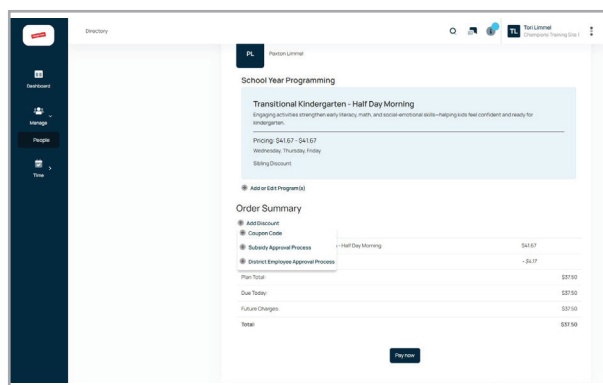 Directory
TL
Tori Limmel
Champions Training Site 1
Dashboard
Manage
People
Time
PL
Paxton Limmel
School Year Programming
Transitional Kindergarten - Half Day Morning
Engaging activities strengthen early literacy, math, and social-emotional skills—helping kids feel confident and ready for
kindergarten.
Pricing: $41.67 - $41.67
Wednesday, Thursday, Friday
Sibling Discount
Add or Edit Program(s)
Order Summary
Add Discount
Coupon Code
Subsidy Approval Process
- Half Day Morning
$41.67
District Employee Approval Process
- $4.17
Plan Total:
$37.50
Due Today:
$37.50
Future Charges:
$37.50
Total:
$37.50
Pay now